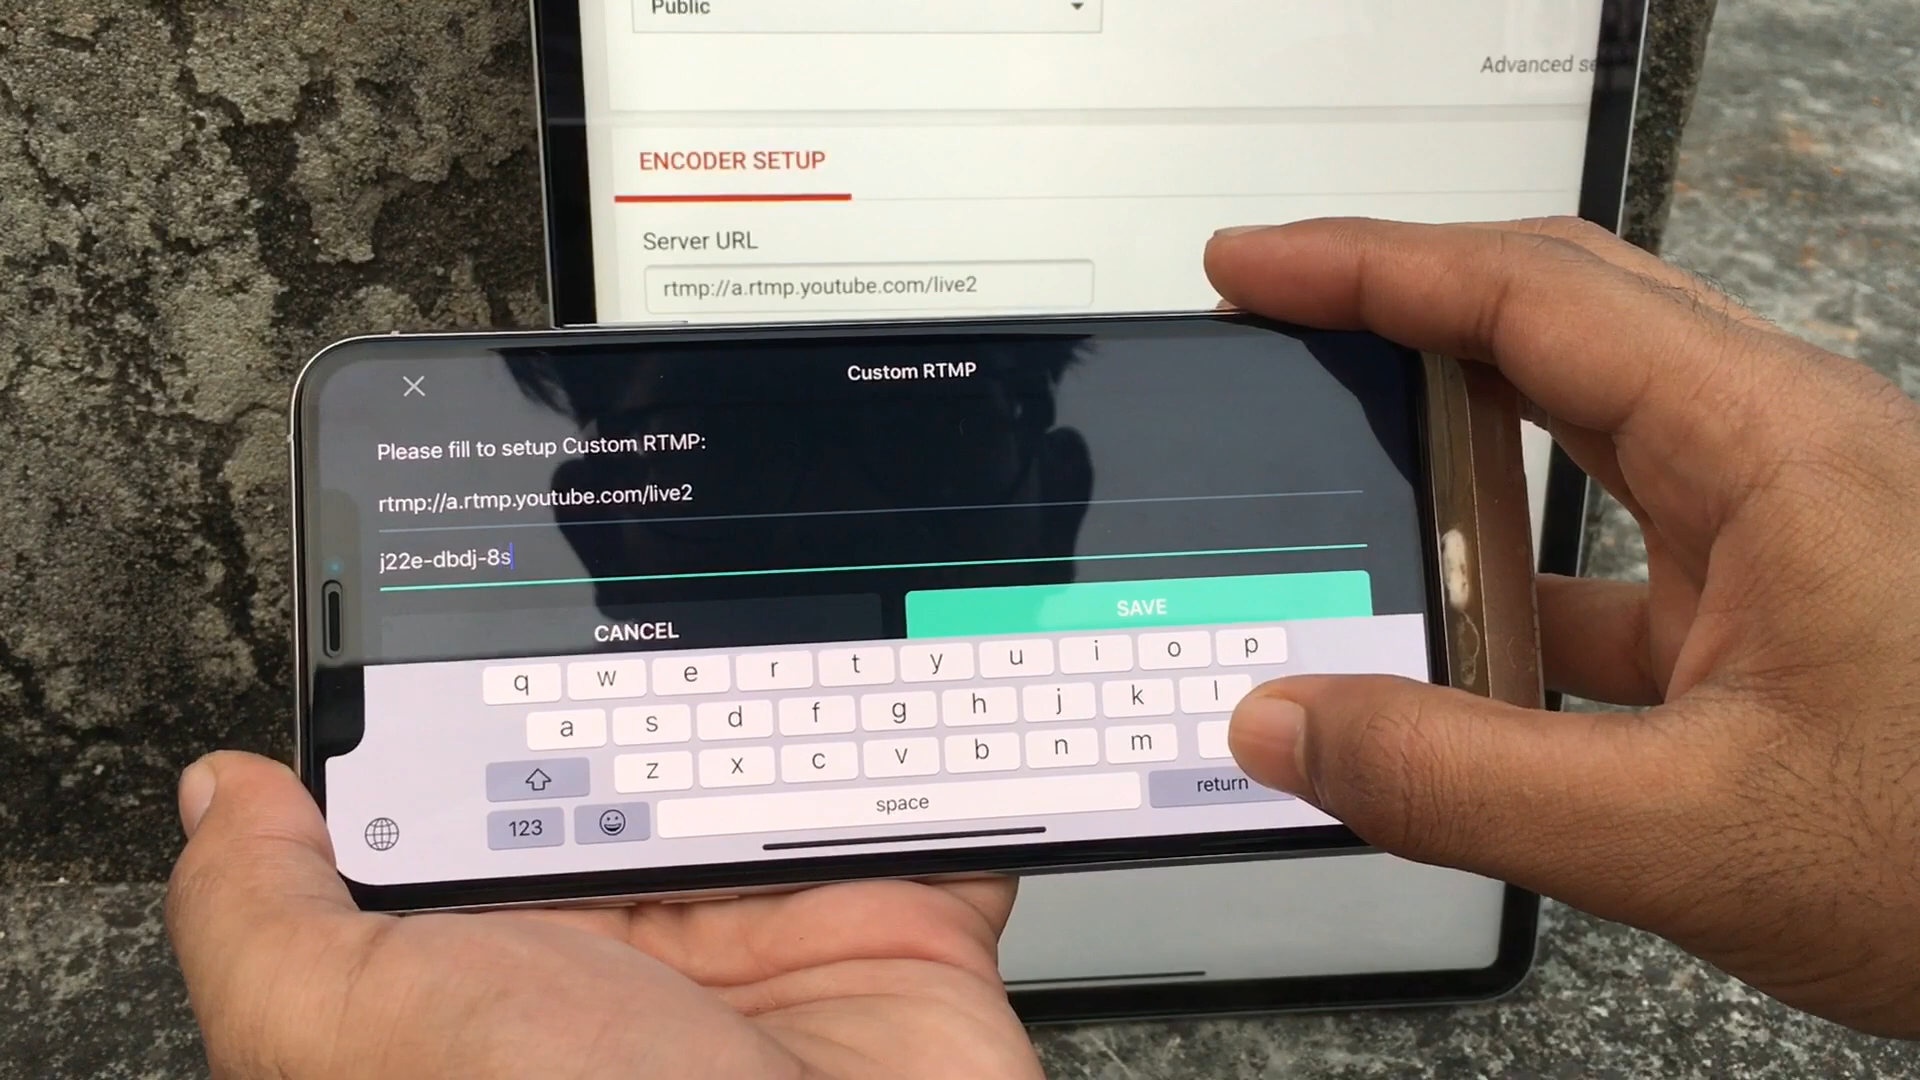 Public
Advanced se
ENCODER SETUP
Server URL
rtmp://a.rtmp.youtube.com/live2
Custom RTMP
Please fill to setup Custom RTMP:
rtmp://a.rtmp.youtube.com/live2
j22e-dbdj-8s
CANCEL
SAVE
q w e r t y u i o p
a s d f g h j k l
z x c v b n m
123
space
return